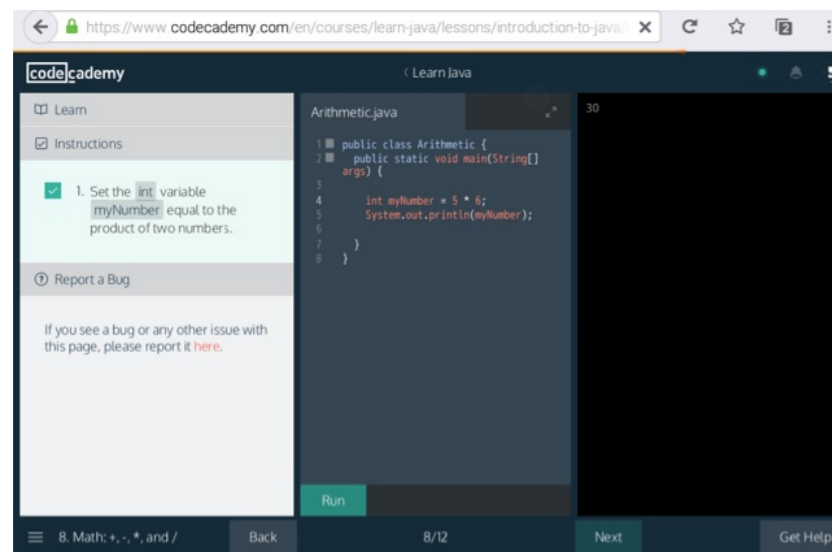 https://www.codecademy.com/en/courses/learn-java/lessons/introduction-to-java/
2
codecademy
Learn Java
Learn
Instructions
1. Set the int variable
myNumber equal to the
product of two numbers.
Report a Bug
If you see a bug or any other issue with
this page, please report it here.
Arithmetic.java
1 public class Arithmetic {
2 public static void main(String[]
args) {
3
4 int myNumber = 5 * 6;
5 System.out.println(myNumber);
6
7 }
8 }
Run
30
8. Math: +, -, *, and /
Back
8/12
Next
Get Help